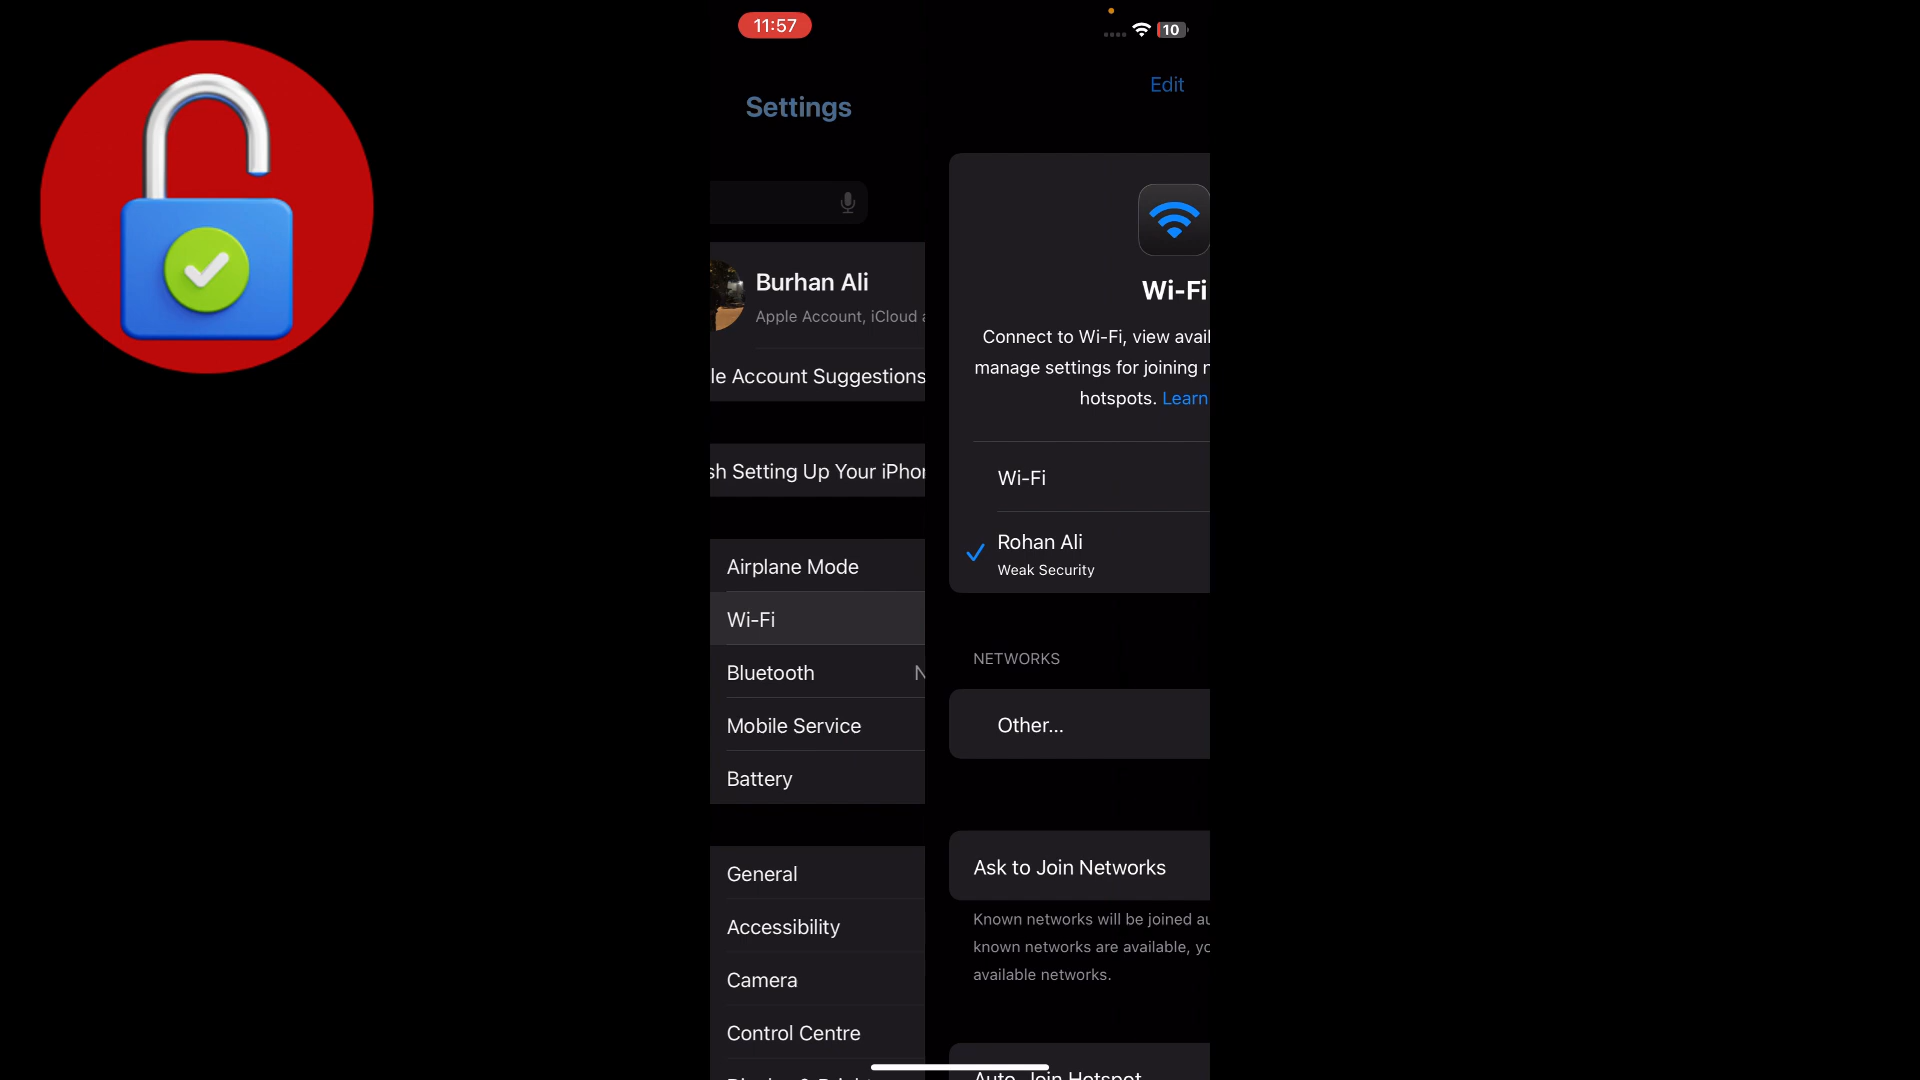 11:57
10
Edit
Settings
Burhan Ali
Apple Account, iCloud
le Account Suggestions
sh Setting Up Your iPhon
Airplane Mode
Wi-Fi
Bluetooth
Mobile Service
Battery
General
Accessibility
Camera
Control Centre
Wi-Fi
Connect to Wi-Fi, view avail
manage settings for joining n
hotspots. Learn
Wi-Fi
Rohan Ali
Weak Security
NETWORKS
Other...
Ask to Join Networks
Known networks will be joined au
known networks are available, yo
available networks.
Auto-Join Hotspot